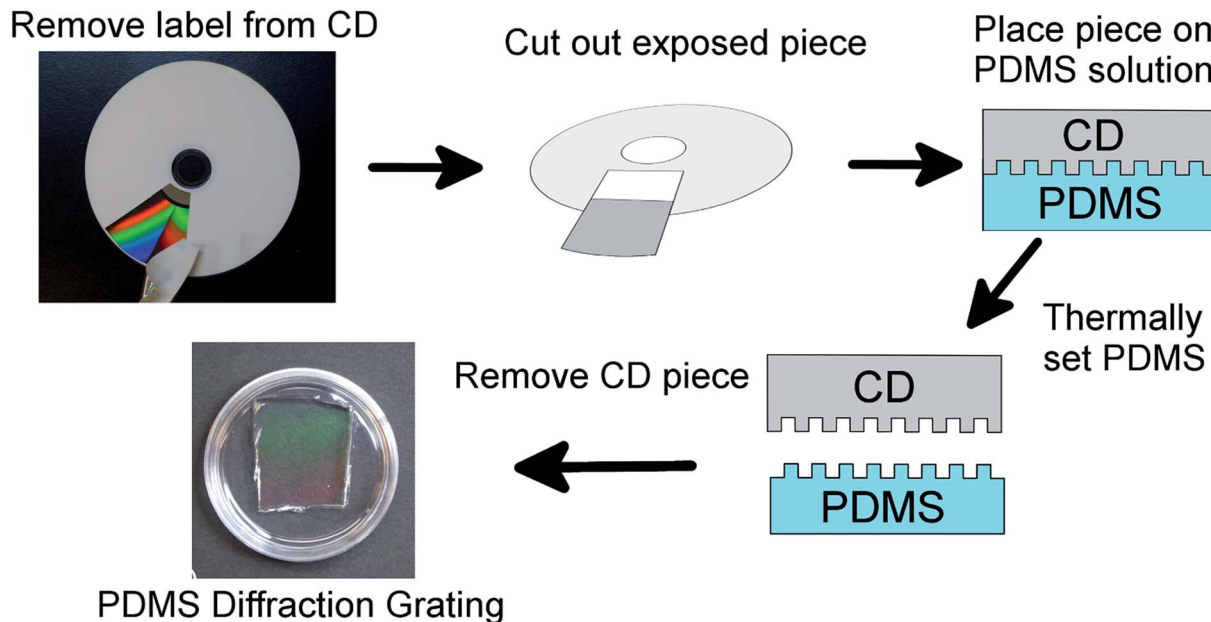 Remove label from CD
Cut out exposed piece
Place piece on
PDMS solution
CD
PDMS
Thermally
set PDMS
CD
PDMS
Remove CD piece
PDMS Diffraction Grating